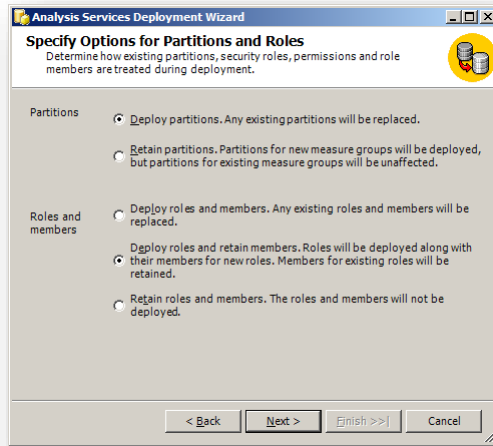 Analysis Services Deployment Wizard
Specify Options for Partitions and Roles
Determine how existing partitions, security roles, permissions and role
members are treated during deployment.
Partitions
Deploy partitions. Any existing partitions will be replaced.
Retain partitions. Partitions for new measure groups will be deployed,
but partitions for existing measure groups will be unaffected.
Roles and
members
Deploy roles and members. Any existing roles and members will be
replaced.
Deploy roles and retain members. Roles will be deployed along with
their members for new roles. Members for existing roles will be
retained.
Retain roles and members. The roles and members will not be
deployed.
< Back
Next >
Finish >>|
Cancel